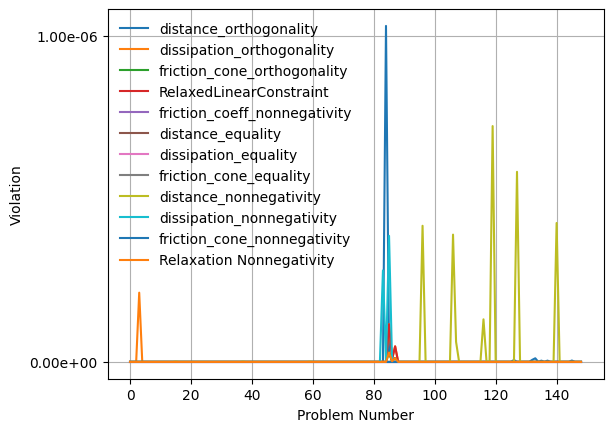 1.00e-06
0.00e+00
Violation
distance_orthogonality
dissipation_orthogonality
friction_cone_orthogonality
RelaxedLinearConstraint
friction_coeff_nonnegativity
distance_equality
dissipation_equality
friction_cone_equality
distance_nonnegativity
dissipation_nonnegativity
friction_cone_nonnegativity
Relaxation Nonnegativity
0 20 40 60 80 100 120 140
Problem Number